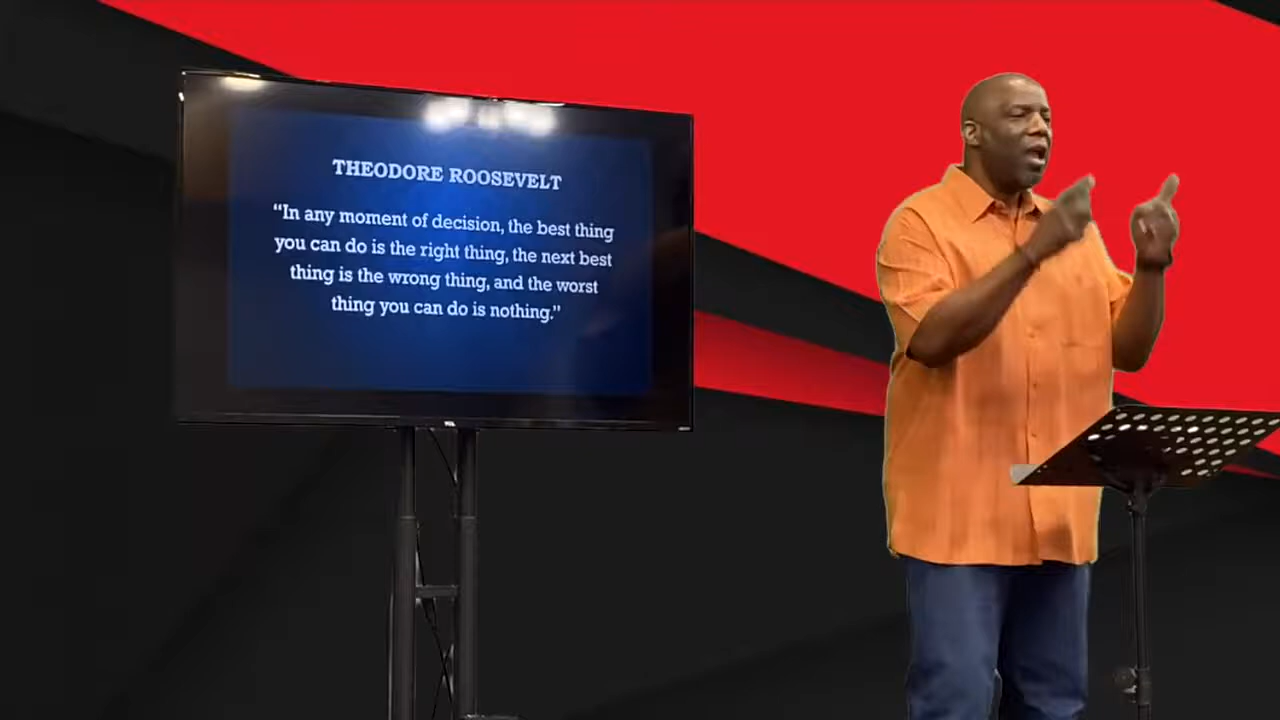 THEODORE ROOSEVELT
“In any moment of decision, the best thing
you can do is the right thing, the next best
thing is the wrong thing, and the worst
thing you can do is nothing.”